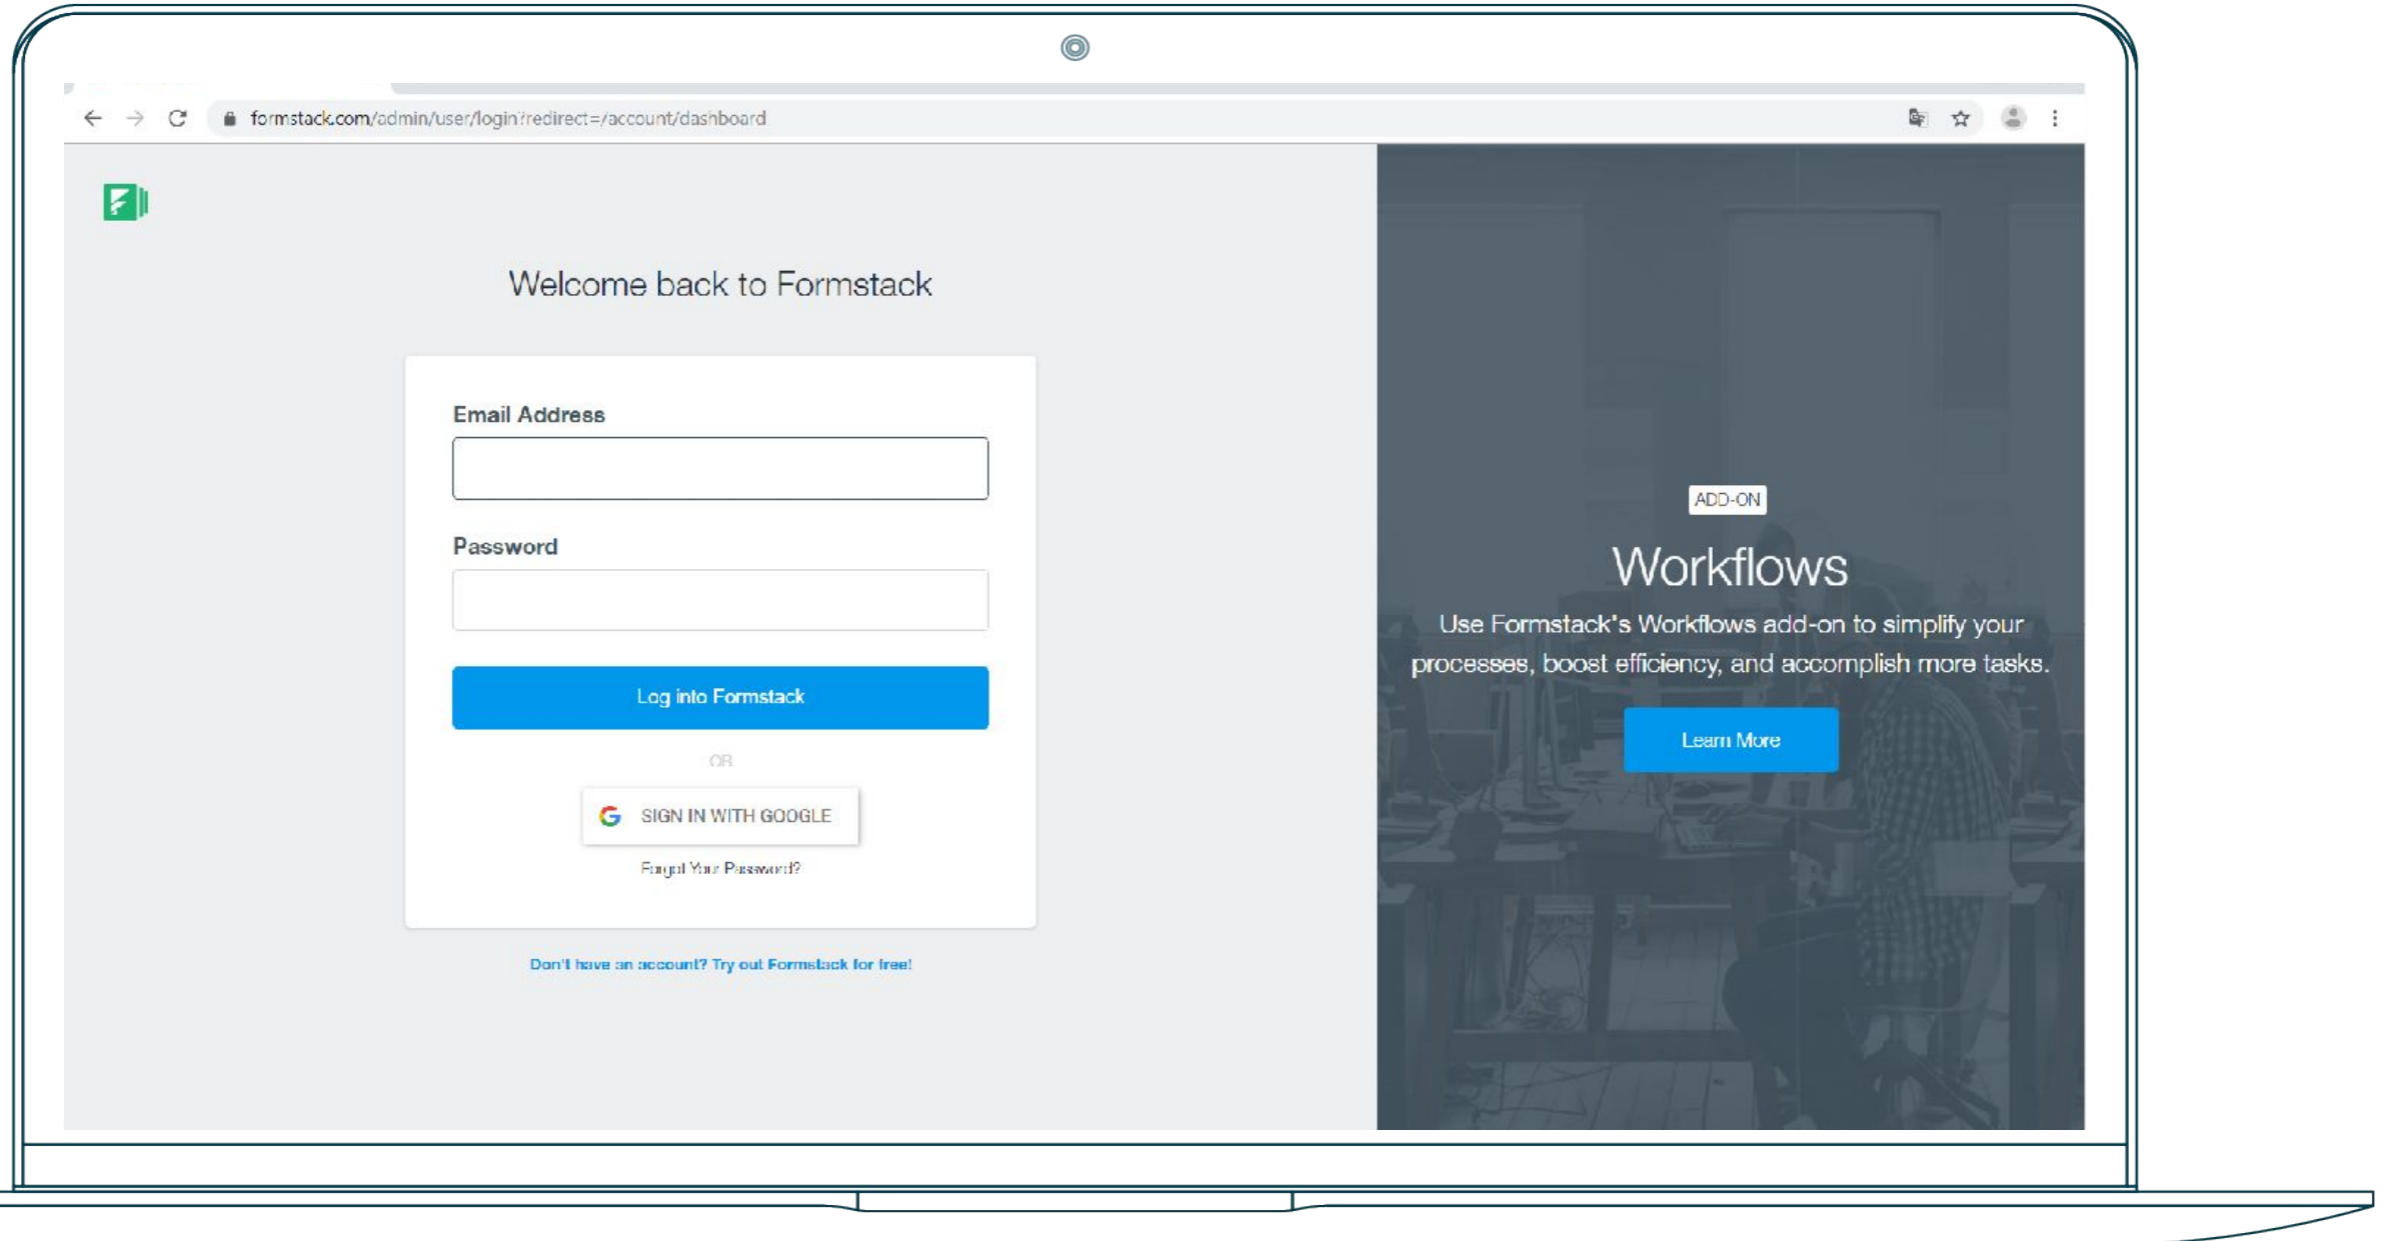 formstack.com/admin/user/login?redirect=/account/dashboard
Welcome back to Formstack
Email Address
Password
Log into Formstack
OR
SIGN IN WITH GOOGLE
Forgot Your Password?
Don't have an account? Try out Formstack for free!
ADD-ON
Workflows
Use Formstack's Workflows add-on to simplify your
processes, boost efficiency, and accomplish more tasks.
Learn More